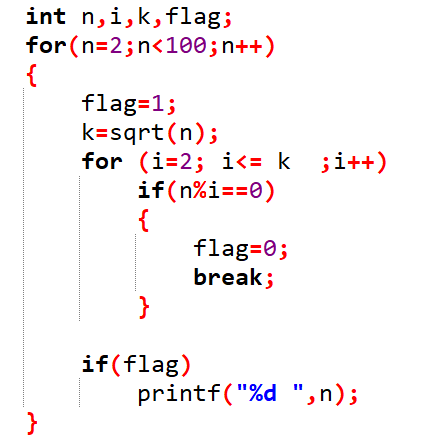 int n,i,k,flag;
for(n=2;n<100;n++)
{
    flag=1;
    k=sqrt(n);
    for (i=2; i<= k  ;i++)
        if(n%i==0)
        {
            flag=0;
            break;
        }

    if(flag)
        printf("%d ",n);
}